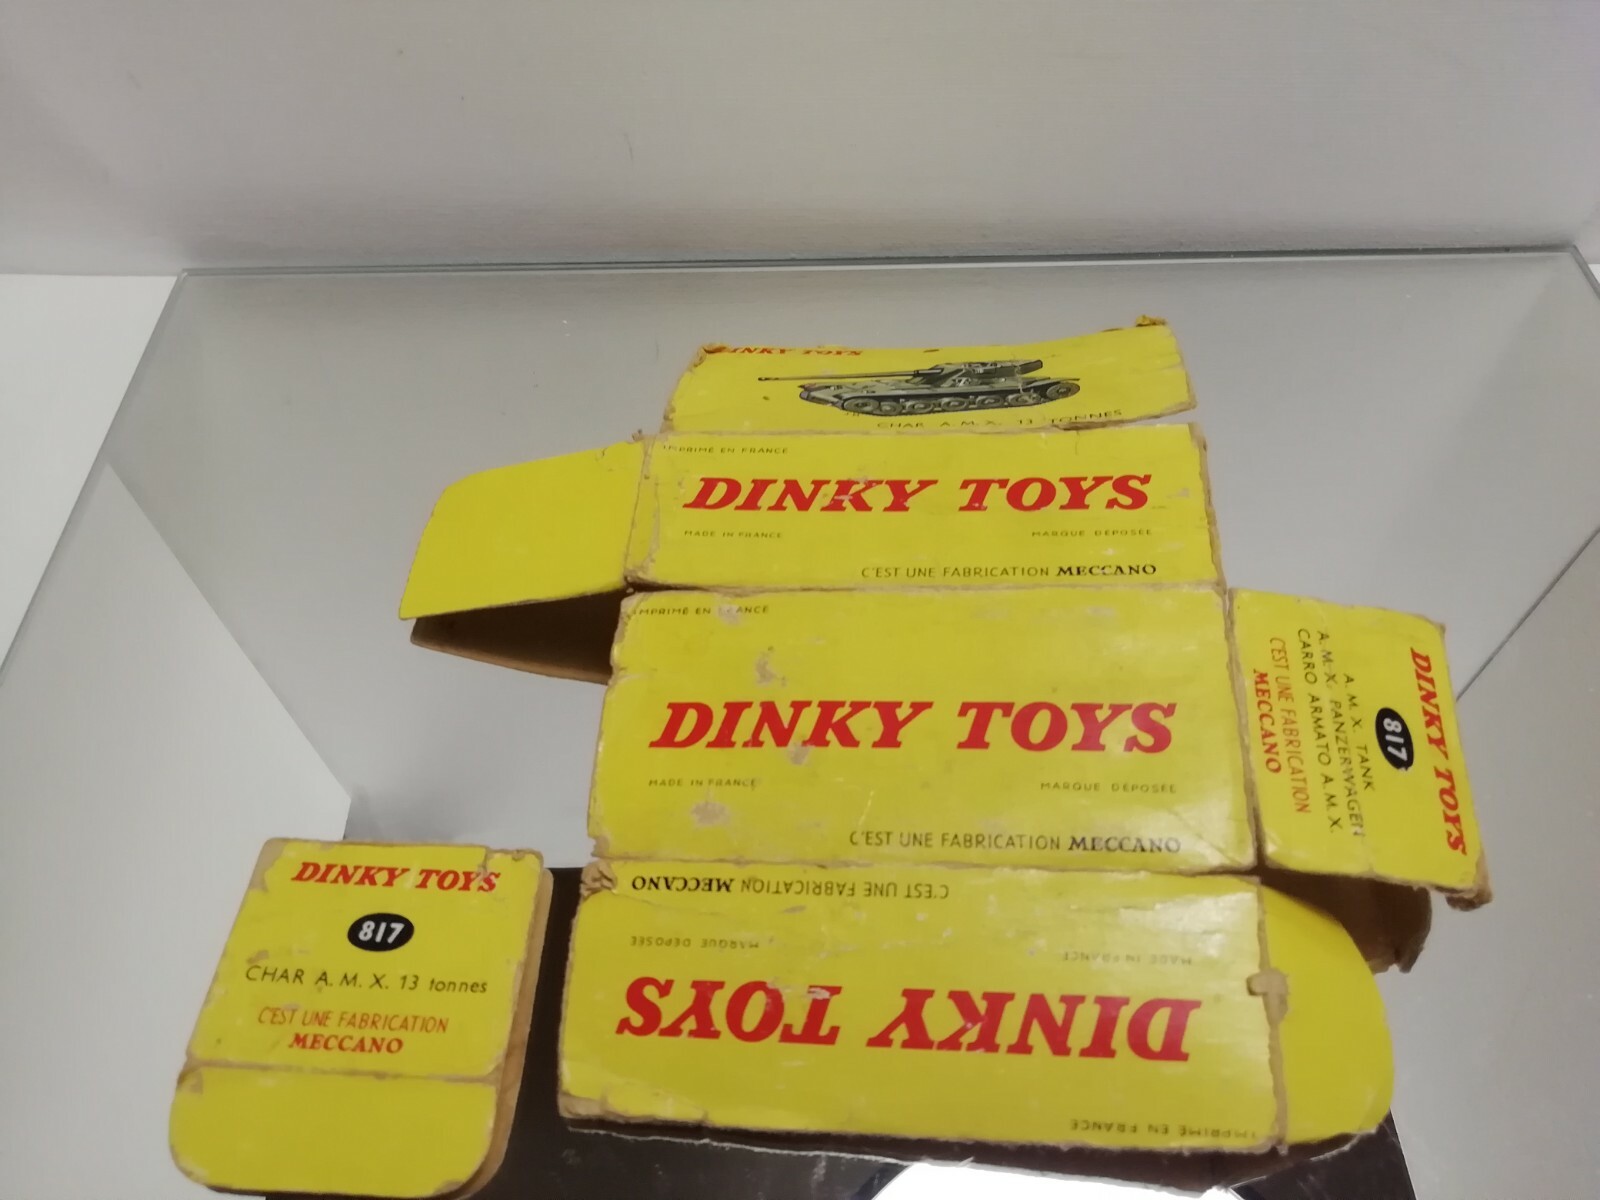 DINKY TOYS
CHAR A.M.X. 13 TONNES
IMPRIMÉ EN FRANCE
DINKY TOYS
MADE IN FRANCE MARQUE DÉPOSÉE
C'EST UNE FABRICATION MECCANO
IMPRIMÉ EN FRANCE
DINKY TOYS
MADE IN FRANCE MARQUE DÉPOSÉE
C'EST UNE FABRICATION MECCANO
DINKY TOYS
817
A.M.X. TANK
A.M.X. PANZERWAGEN
CARRO ARMATO A.M.X.
C'EST UNE FABRICATION
MECCANO
IMPRIMÉ EN FRANCE
DINKY TOYS
MADE IN FRANCE MARQUE DÉPOSÉE
C'EST UNE FABRICATION MECCANO
DINKY TOYS
817
CHAR A.M.X. 13 tonnes
C'EST UNE FABRICATION
MECCANO